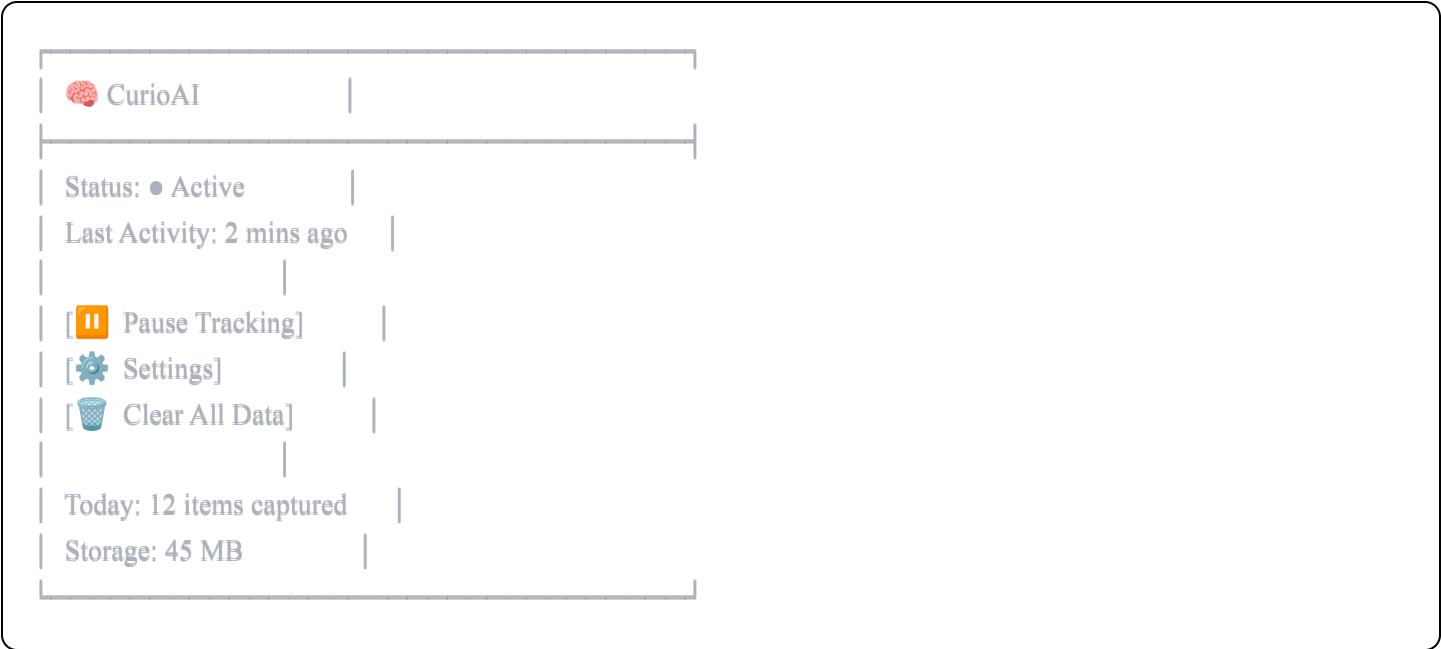 ┌─────────────────────────────────┐
│  🧠 CurioAI                     │
├─────────────────────────────────┤
│  Status: ● Active               │
│  Last Activity: 2 mins ago      │
│                                 │
│  [⏸️ Pause Tracking]            │
│  [⚙️ Settings]                  │
│  [🗑️ Clear All Data]            │
│                                 │
│  Today: 12 items captured       │
│  Storage: 45 MB                 │
└─────────────────────────────────┘